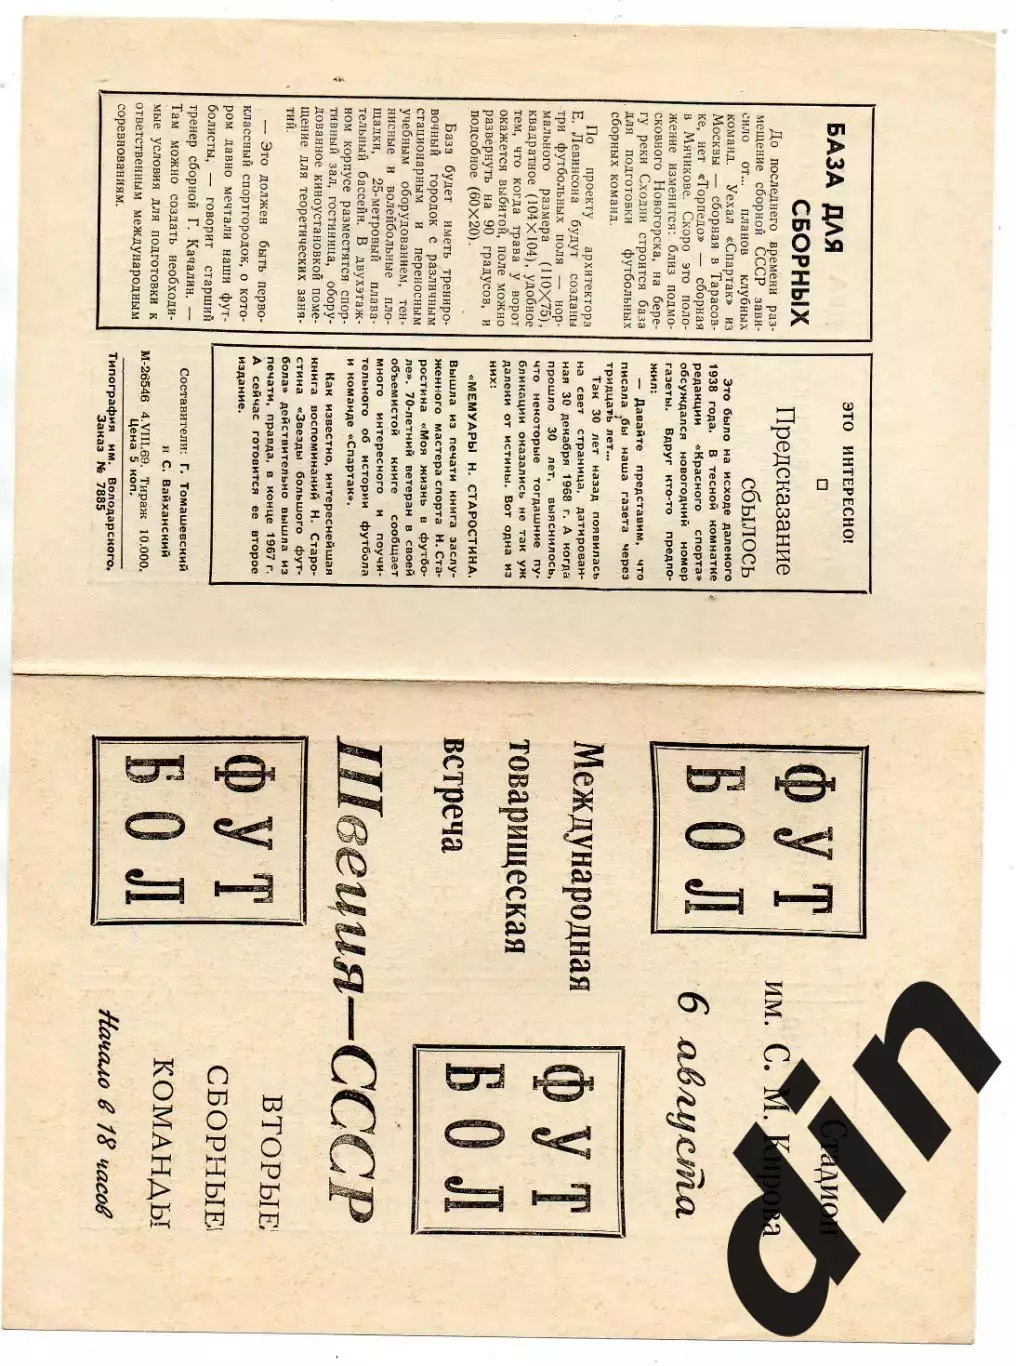 БАЗА ДЛЯ
СБОРНЫХ
До последнего времени раз-
мещение сборной СССР зави-
сило от... планов клубных
команд. Уехал «Спартак» из
Москвы — сборная в Тарасов-
ке, нет «Торпедо» — сборная
в Мячикове. Скоро это поло-
жение изменится: близ подмо-
сковного Новогорска, на бере-
гу реки Сходни строится база
для подготовки футбольных
сборных команд.
По проекту архитектора
Е. Левинсона будут созданы
три футбольных поля — нор-
мального размера (110×75),
квадратное (104×104), удобное
тем, что когда трава у ворот
окажется выбитой, поле можно
развернуть на 90 градусов, и
подсобное (60×20).
База будет иметь трениро-
вочный городок с различным
стационарным и переносным
учебным оборудованием, тен-
нисные и волейбольные пло-
щадки, 25-метровый плава-
тельный бассейн. В двухэтаж-
ном корпусе разместятся спор-
тивный зал, гостиница, обору-
дованное киноустановкой поме-
щение для теоретических заня-
тий.
— Это должен быть перво-
классный спортгородок, о кото-
ром давно мечтали наши фут-
болисты, — говорит старший
тренер сборной Г. Качалин. —
Там можно создать необходи-
мые условия для подготовки к
ответственным международным
соревнованиям.
ЭТО ИНТЕРЕСНО!
Предсказание
сбылось
Это было на исходе далекого
1938 года. В тесной комнатке
редакции «Красного спорта»
обсуждался новогодний номер
газеты. Вдруг кто-то предло-
жил:
— Давайте представим, что
писала бы наша газета через
тридцать лет...
Так 30 лет назад появилась
на свет страница, датирован-
ная 30 декабря 1968 г. А когда
прошло 30 лет, выяснилось,
что некоторые тогдашние пу-
бликации оказались не так уж
далеки от истины. Вот одна из
них:
«МЕМУАРЫ Н. СТАРОСТИНА.
Вышла из печати книга заслу-
женного мастера спорта Н. Ста-
ростина «Моя жизнь в футбо-
ле». 70-летний ветеран в своей
объемистой книге сообщает
много интересного и поучи-
тельного об истории футбола
и команде «Спартак».
Как известно, интереснейшая
книга воспоминаний Н. Старо-
стина «Звезды большого фут-
бола» действительно вышла из
печати, правда, в конце 1967 г.
А сейчас готовится ее второе
издание.
Составители: Г. Томашевский
и С. Вайханский
М-26546 4.VIII.69. Тираж 10.000.
Цена 5 коп.
Типография им. Володарского.
Заказ № 7885
Стадион
им. С. М. Кирова
ФУТ
БОЛ
6 августа
Международная
товарищеская
встреча
ФУТ
БОЛ
Швеция—СССР
ФУТ
БОЛ
ВТОРЫЕ
СБОРНЫЕ
КОМАНДЫ
Начало в 18 часов
din